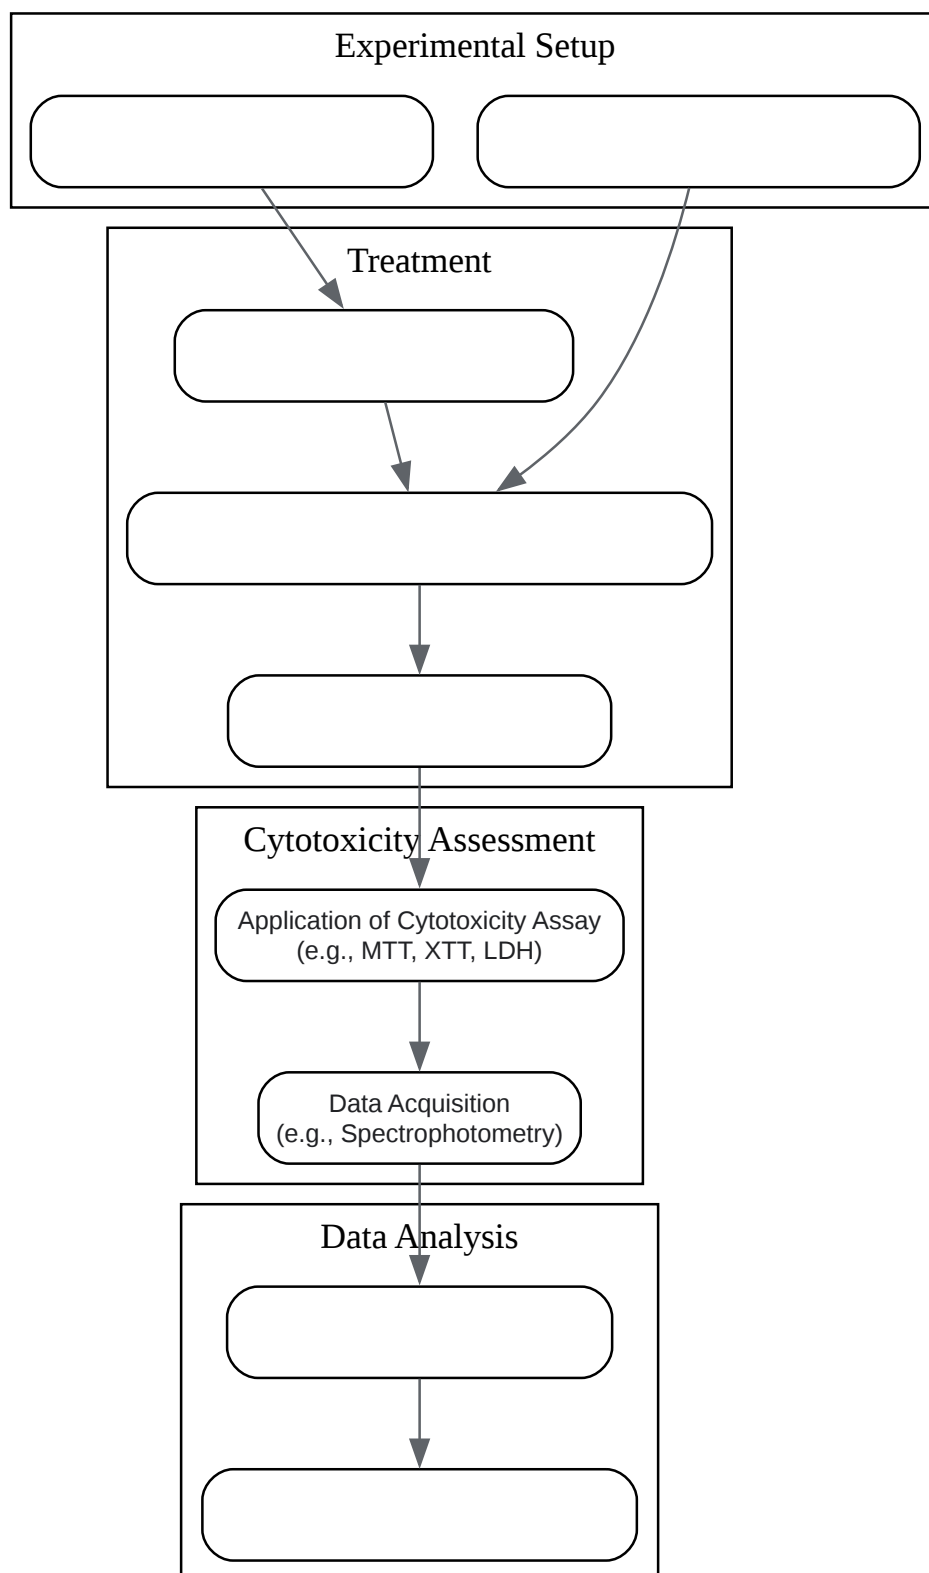 Experimental Setup
Treatment
Cytotoxicity Assessment
Application of Cytotoxicity Assay
(e.g., MTT, XTT, LDH)
Data Acquisition
(e.g., Spectrophotometry)
Data Analysis